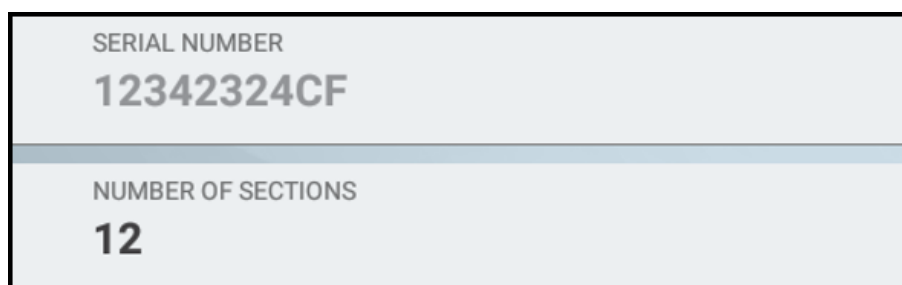 SERIAL NUMBER
12342324CF
NUMBER OF SECTIONS
12